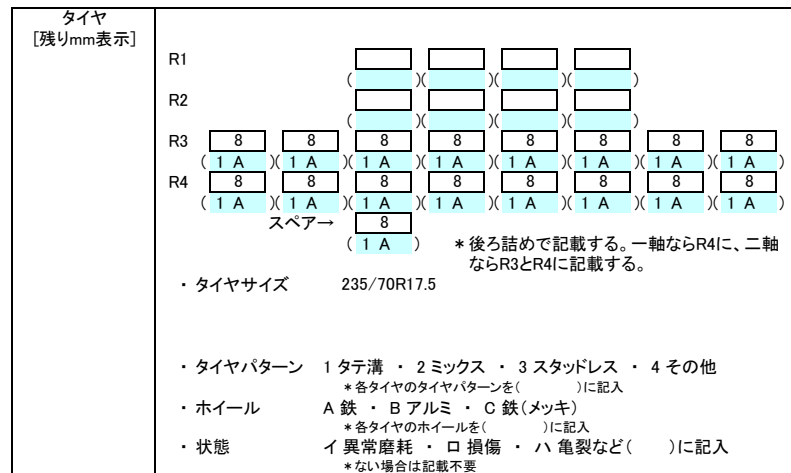 タイヤ
[残りmm表示]
R1
( )( )( )( )
R2
( )( )( )( )
R3 8 8 8 8 8 8 8 8
( 1 A )( 1 A )( 1 A )( 1 A )( 1 A )( 1 A )( 1 A )( 1 A )
R4 8 8 8 8 8 8 8 8
( 1 A )( 1 A )( 1 A )( 1 A )( 1 A )( 1 A )( 1 A )( 1 A )
スペア→ 8
( 1 A ) *後ろ詰めで記載する。一軸ならR4に、二軸
ならR3とR4に記載する。
・ タイヤサイズ 235/70R17.5
・ タイヤパターン 1 タテ溝 ・ 2 ミックス ・ 3 スタッドレス ・ 4 その他
*各タイヤのタイヤパターンを( )に記入
・ ホイール A 鉄 ・ B アルミ ・ C 鉄(メッキ)
*各タイヤのホイールを( )に記入
・ 状態 イ 異常磨耗 ・ ロ 損傷 ・ ハ 亀裂など( )に記入
*ない場合は記載不要